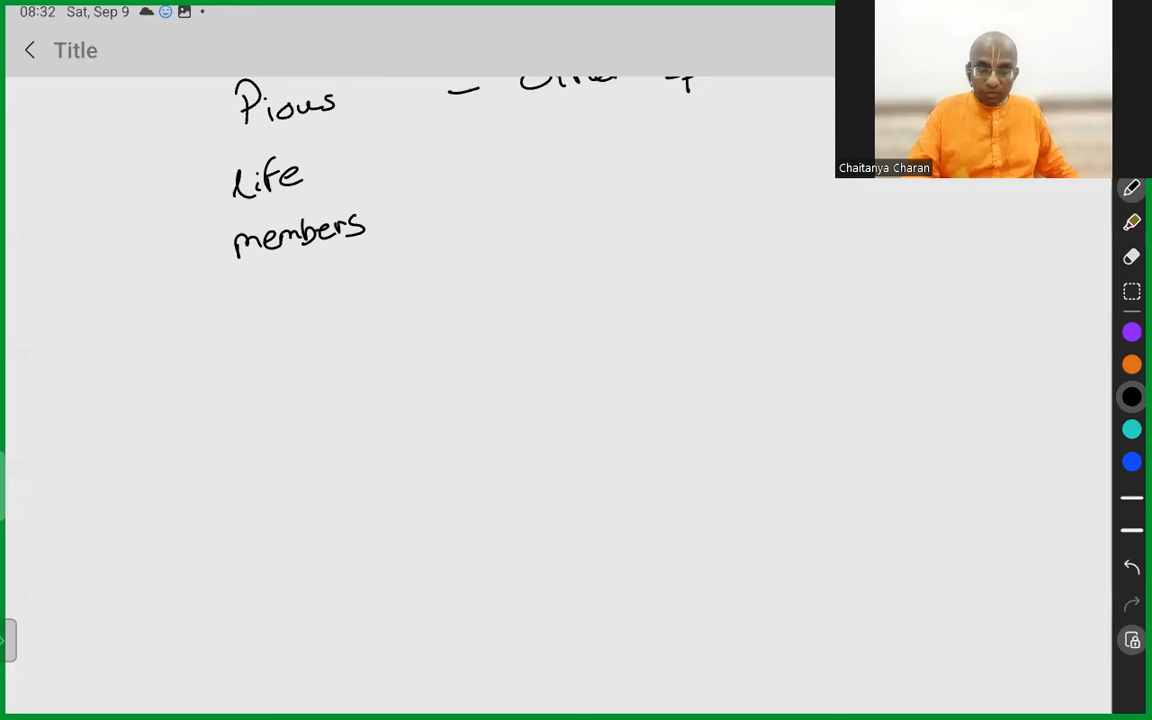 08:32 Sat, Sep 9
Title
Pious –
Life
members
Chaitanya Charan